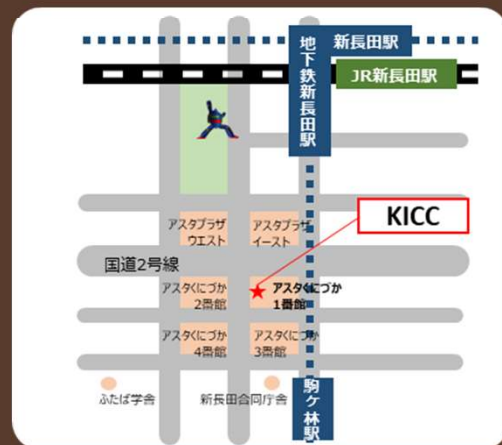 新長田駅
地下鉄新長田駅
JR新長田駅
KICC
アスタプラザ
ウエスト
アスタプラザ
イースト
国道2号線
アスタくにづか
2番館
アスタくにづか
1番館
アスタくにづか
4番館
アスタくにづか
3番館
ふたば学舎
新長田合同庁舎
駒ヶ林駅